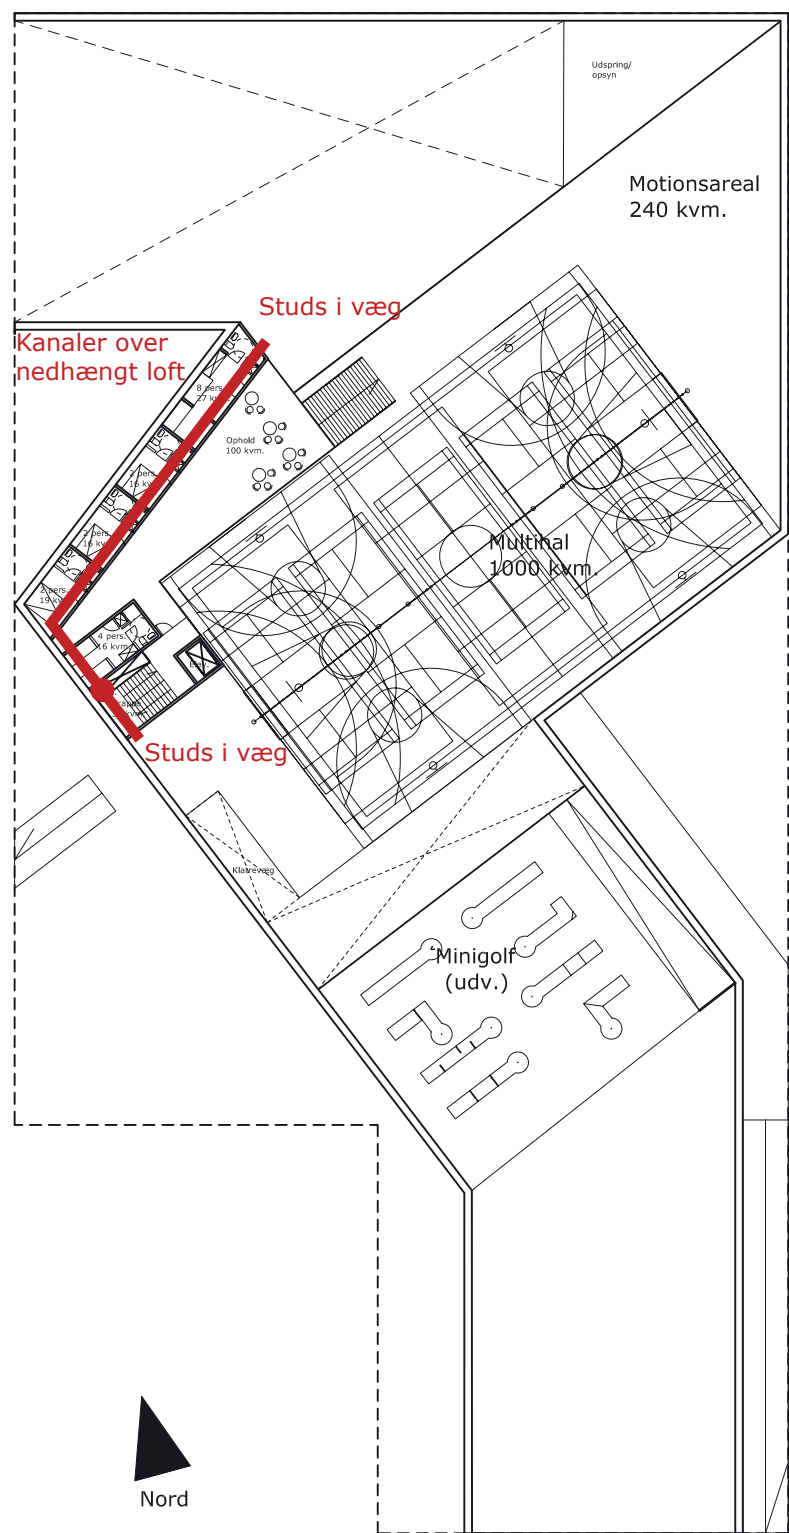 Udspring/
opsyn
Motionsareal
240 kvm.
Studs i væg
Kanaler over
nedhængt loft
8 pers.
27 kvm.
Ophold
100 kvm.
2 pers.
16 kvm.
2 pers.
16 kvm.
2 pers.
19 kvm.
4 pers.
16 kvm.
Elev.
Multihal
1000 kvm.
Studs i væg
Klatrevæg
Minigolf
(udv.)
Nord